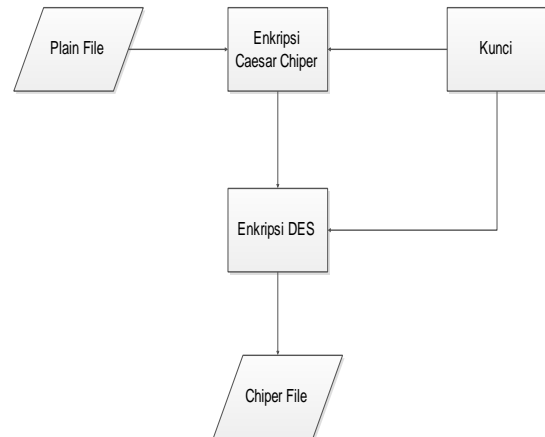 Plain File
Enkripsi
Caesar Chiper
Kunci
Enkripsi DES
Chiper File